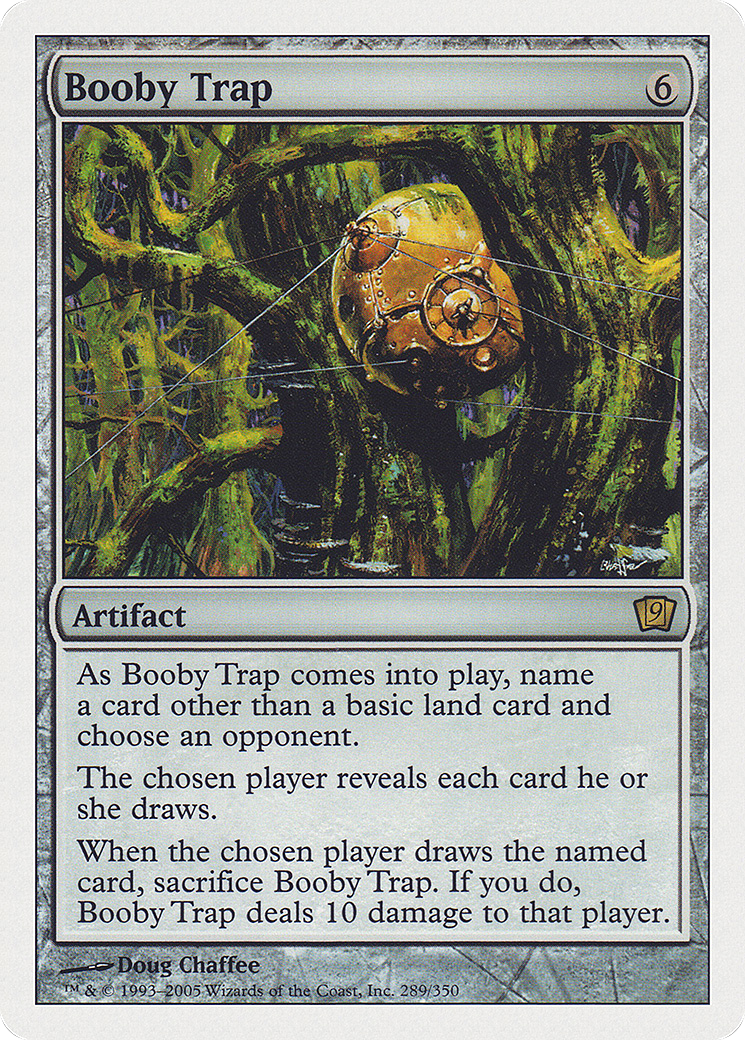 Booby Trap 6
Artifact 9
As Booby Trap comes into play, name
a card other than a basic land card and
choose an opponent.
The chosen player reveals each card he or
she draws.
When the chosen player draws the named
card, sacrifice Booby Trap. If you do,
Booby Trap deals 10 damage to that player.
Doug Chaffee
™ & © 1993–2005 Wizards of the Coast, Inc. 289/350